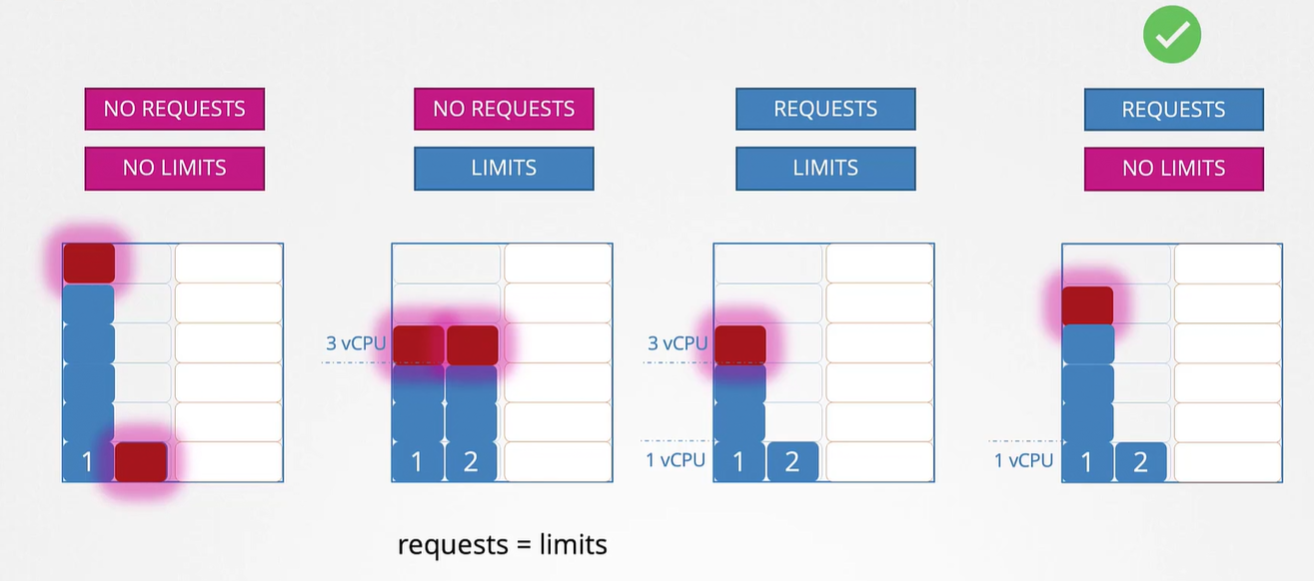 NO REQUESTS
NO LIMITS
1
NO REQUESTS
LIMITS
3 vCPU
1
2
requests = limits
REQUESTS
LIMITS
3 vCPU
1 vCPU
1
2
REQUESTS
NO LIMITS
1 vCPU
1
2